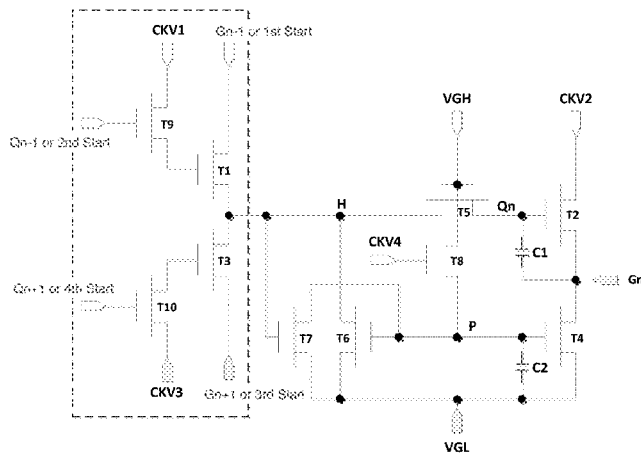 CKV1
Gn-1 or 1st Start
VGH
CKV2
T9
Qn-1 or 2nd Start
T1
H
Qn
T5
T2
CKV4
C1
T8
T3
Gn
Qn+1 or 4th Start
T10
T7
T6
P
T4
C2
CKV3
Gn+1 or 3rd Start
VGL